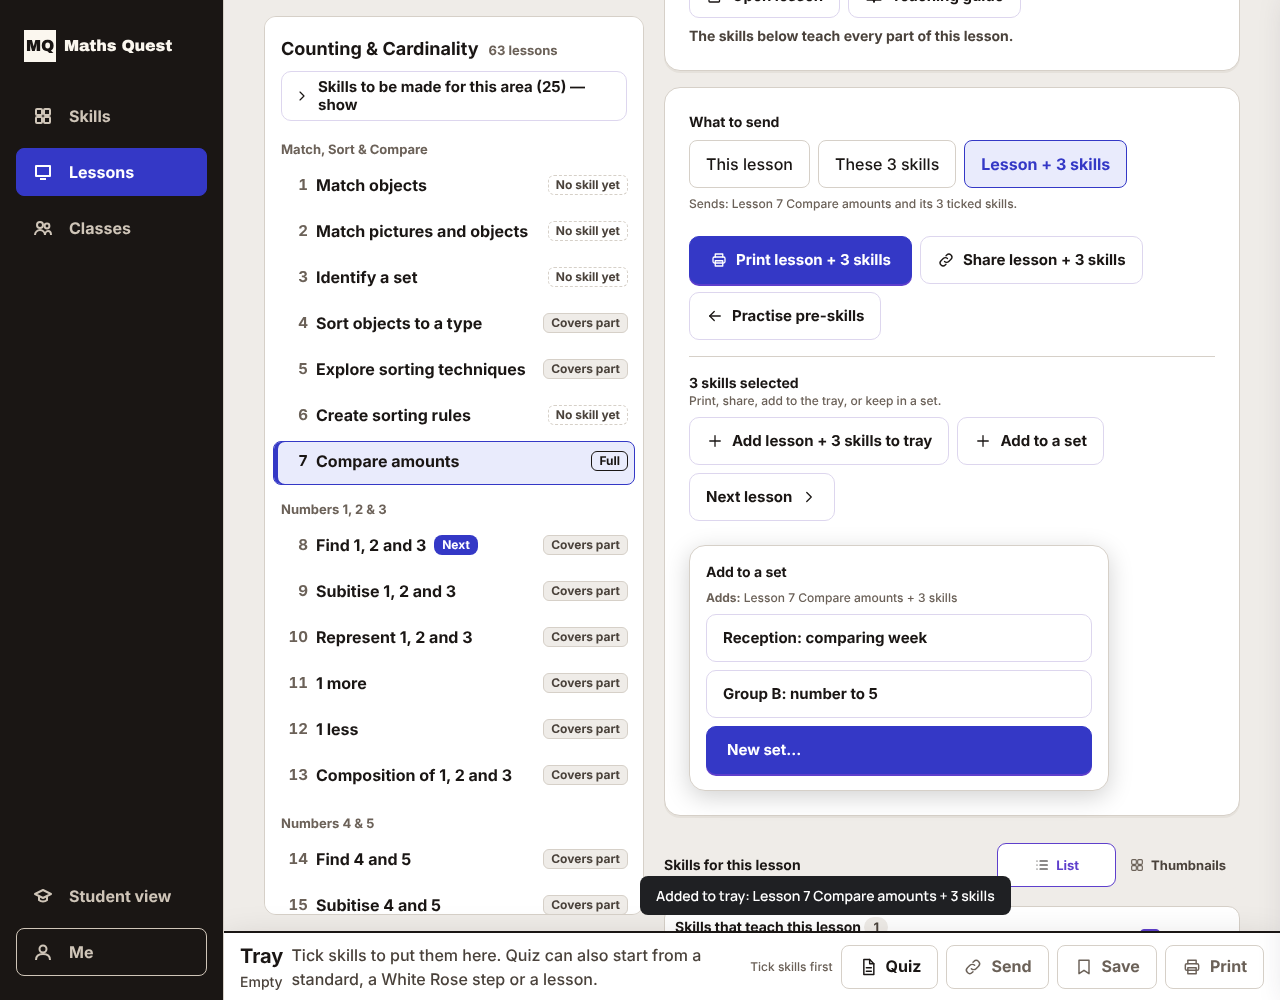 MQ Maths Quest
Skills
Lessons
Classes
Student view
Me
Counting & Cardinality 63 lessons
Skills to be made for this area (25) —
show
Match, Sort & Compare
1 Match objects No skill yet
2 Match pictures and objects No skill yet
3 Identify a set No skill yet
4 Sort objects to a type Covers part
5 Explore sorting techniques Covers part
6 Create sorting rules No skill yet
7 Compare amounts Full
Numbers 1, 2 & 3
8 Find 1, 2 and 3 Next Covers part
9 Subitise 1, 2 and 3 Covers part
10 Represent 1, 2 and 3 Covers part
11 1 more Covers part
12 1 less Covers part
13 Composition of 1, 2 and 3 Covers part
Numbers 4 & 5
14 Find 4 and 5 Covers part
15 Subitise 4 and 5 Covers part
The skills below teach every part of this lesson.
What to send
This lesson These 3 skills Lesson + 3 skills
Sends: Lesson 7 Compare amounts and its 3 ticked skills.
Print lesson + 3 skills Share lesson + 3 skills
Practise pre-skills
3 skills selected
Print, share, add to the tray, or keep in a set.
Add lesson + 3 skills to tray Add to a set
Next lesson
Add to a set
Adds: Lesson 7 Compare amounts + 3 skills
Reception: comparing week
Group B: number to 5
New set...
Skills for this lesson List Thumbnails
Added to tray: Lesson 7 Compare amounts + 3 skills
Skills that teach this lesson 1
Tray Tick skills to put them here. Quiz can also start from a
Empty standard, a White Rose step or a lesson.
Tick skills first Quiz Send Save Print